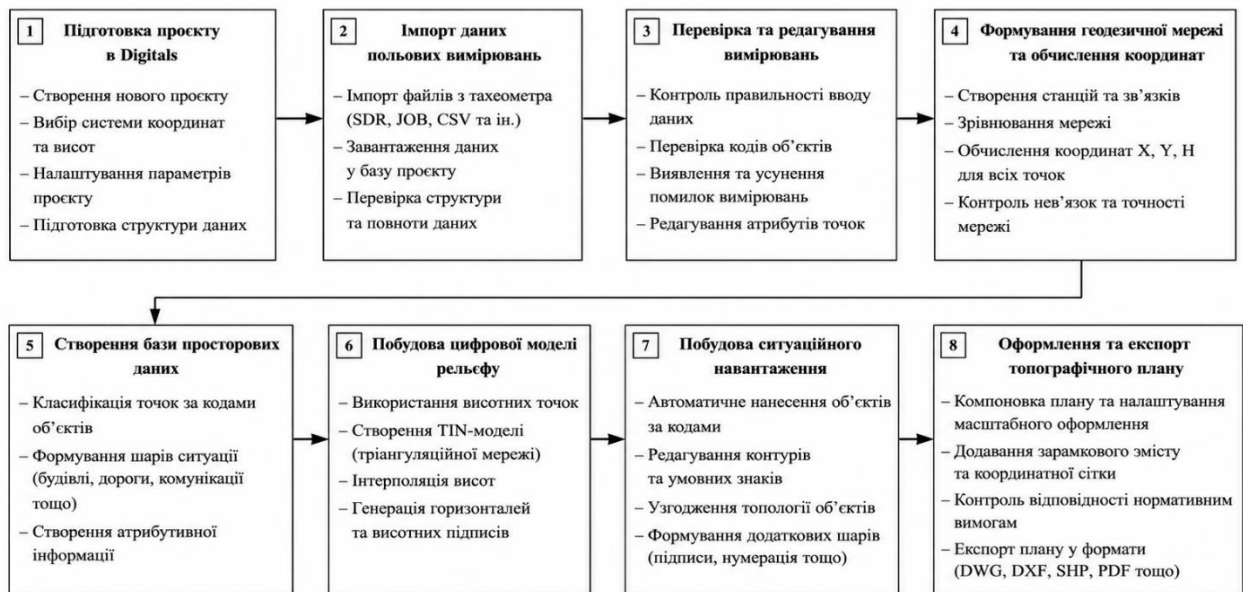 1 Підготовка проєкту
в Digitals
– Створення нового проєкту
– Вибір системи координат
та висот
– Налаштування параметрів
проєкту
– Підготовка структури даних
2 Імпорт даних
польових вимірювань
– Імпорт файлів з тахеометра
(SDR, JOB, CSV та ін.)
– Завантаження даних
у базу проєкту
– Перевірка структури
та повноти даних
3 Перевірка та редагування
вимірювань
– Контроль правильності вводу
даних
– Перевірка кодів об’єктів
– Виявлення та усунення
помилок вимірювань
– Редагування атрибутів точок
4 Формування геодезичної мережі
та обчислення координат
– Створення станцій та зв’язків
– Зрівнювання мережі
– Обчислення координат X, Y, H
для всіх точок
– Контроль нев’язок та точності
мережі
5 Створення бази просторових
даних
– Класифікація точок за кодами
об’єктів
– Формування шарів ситуації
(будівлі, дороги, комунікації
тощо)
– Створення атрибутивної
інформації
6 Побудова цифрової моделі
рельєфу
– Використання висотних точок
– Створення TIN-моделі
(тріангуляційної мережі)
– Інтерполяція висот
– Генерація горизонталей
та висотних підписів
7 Побудова ситуаційного
навантаження
– Автоматичне нанесення об’єктів
за кодами
– Редагування контурів
та умовних знаків
– Узгодження топології об’єктів
– Формування додаткових шарів
(підписи, нумерація тощо)
8 Оформлення та експорт
топографічного плану
– Компоновка плану та налаштування
масштабного оформлення
– Додавання зарамкового змісту
та координатної сітки
– Контроль відповідності нормативним
вимогам
– Експорт плану у формати
(DWG, DXF, SHP, PDF тощо)